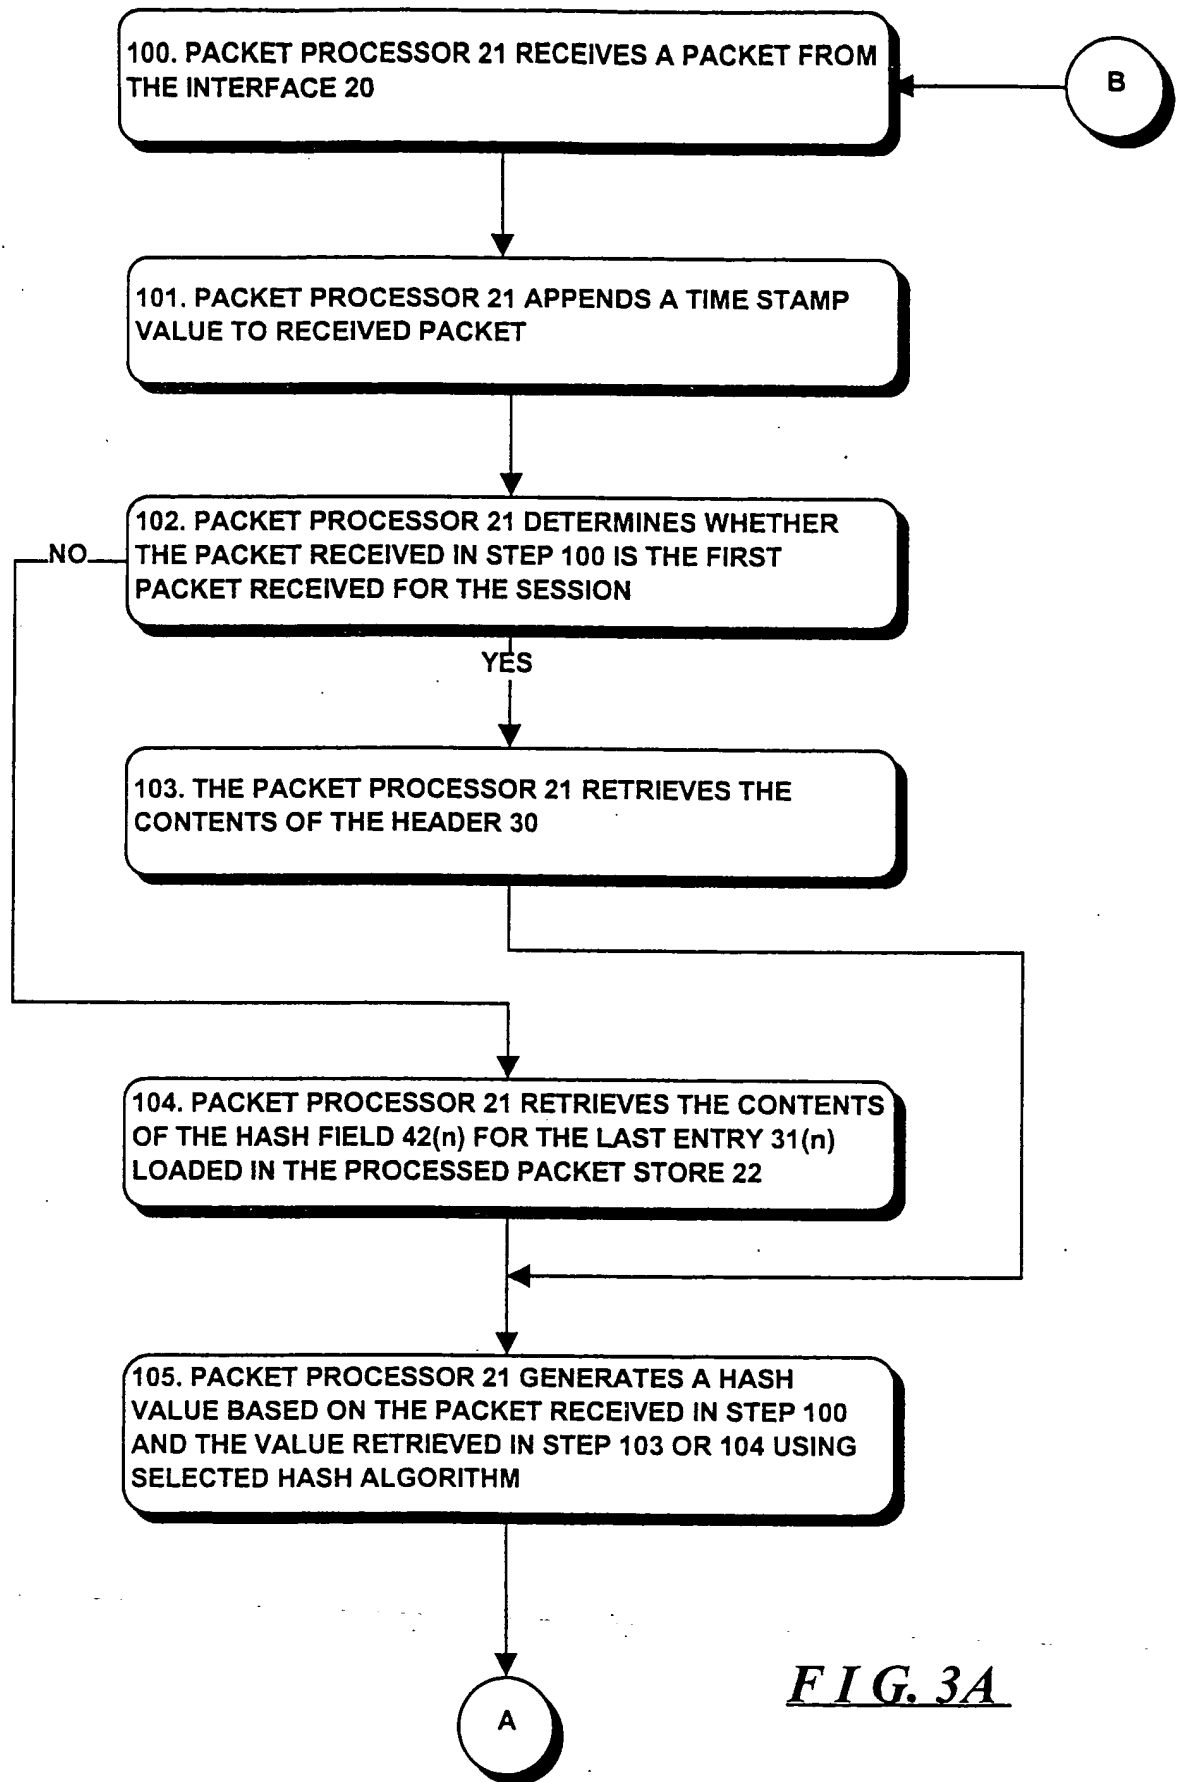 100. PACKET PROCESSOR 21 RECEIVES A PACKET FROM
THE INTERFACE 20
B
101. PACKET PROCESSOR 21 APPENDS A TIME STAMP
VALUE TO RECEIVED PACKET
102. PACKET PROCESSOR 21 DETERMINES WHETHER
THE PACKET RECEIVED IN STEP 100 IS THE FIRST
PACKET RECEIVED FOR THE SESSION
NO
YES
103. THE PACKET PROCESSOR 21 RETRIEVES THE
CONTENTS OF THE HEADER 30
104. PACKET PROCESSOR 21 RETRIEVES THE CONTENTS
OF THE HASH FIELD 42(n) FOR THE LAST ENTRY 31(n)
LOADED IN THE PROCESSED PACKET STORE 22
105. PACKET PROCESSOR 21 GENERATES A HASH
VALUE BASED ON THE PACKET RECEIVED IN STEP 100
AND THE VALUE RETRIEVED IN STEP 103 OR 104 USING
SELECTED HASH ALGORITHM
A
FIG. 3A